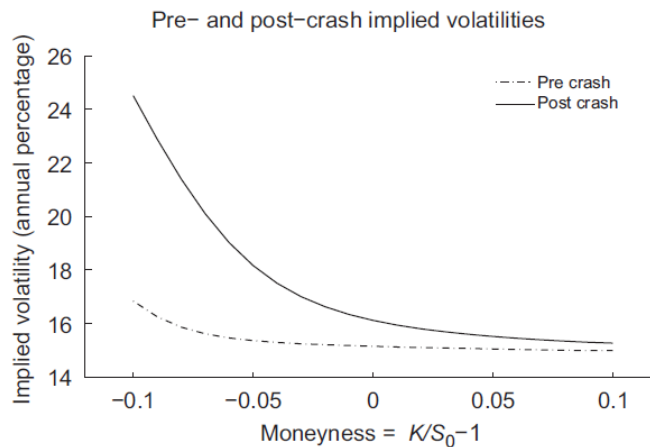 Pre− and post−crash implied volatilities
26
24
22
20
18
16
14
Implied volatility (annual percentage)
Pre crash
Post crash
−0.1
−0.05
0
0.05
0.1
Moneyness = K/S₀−1